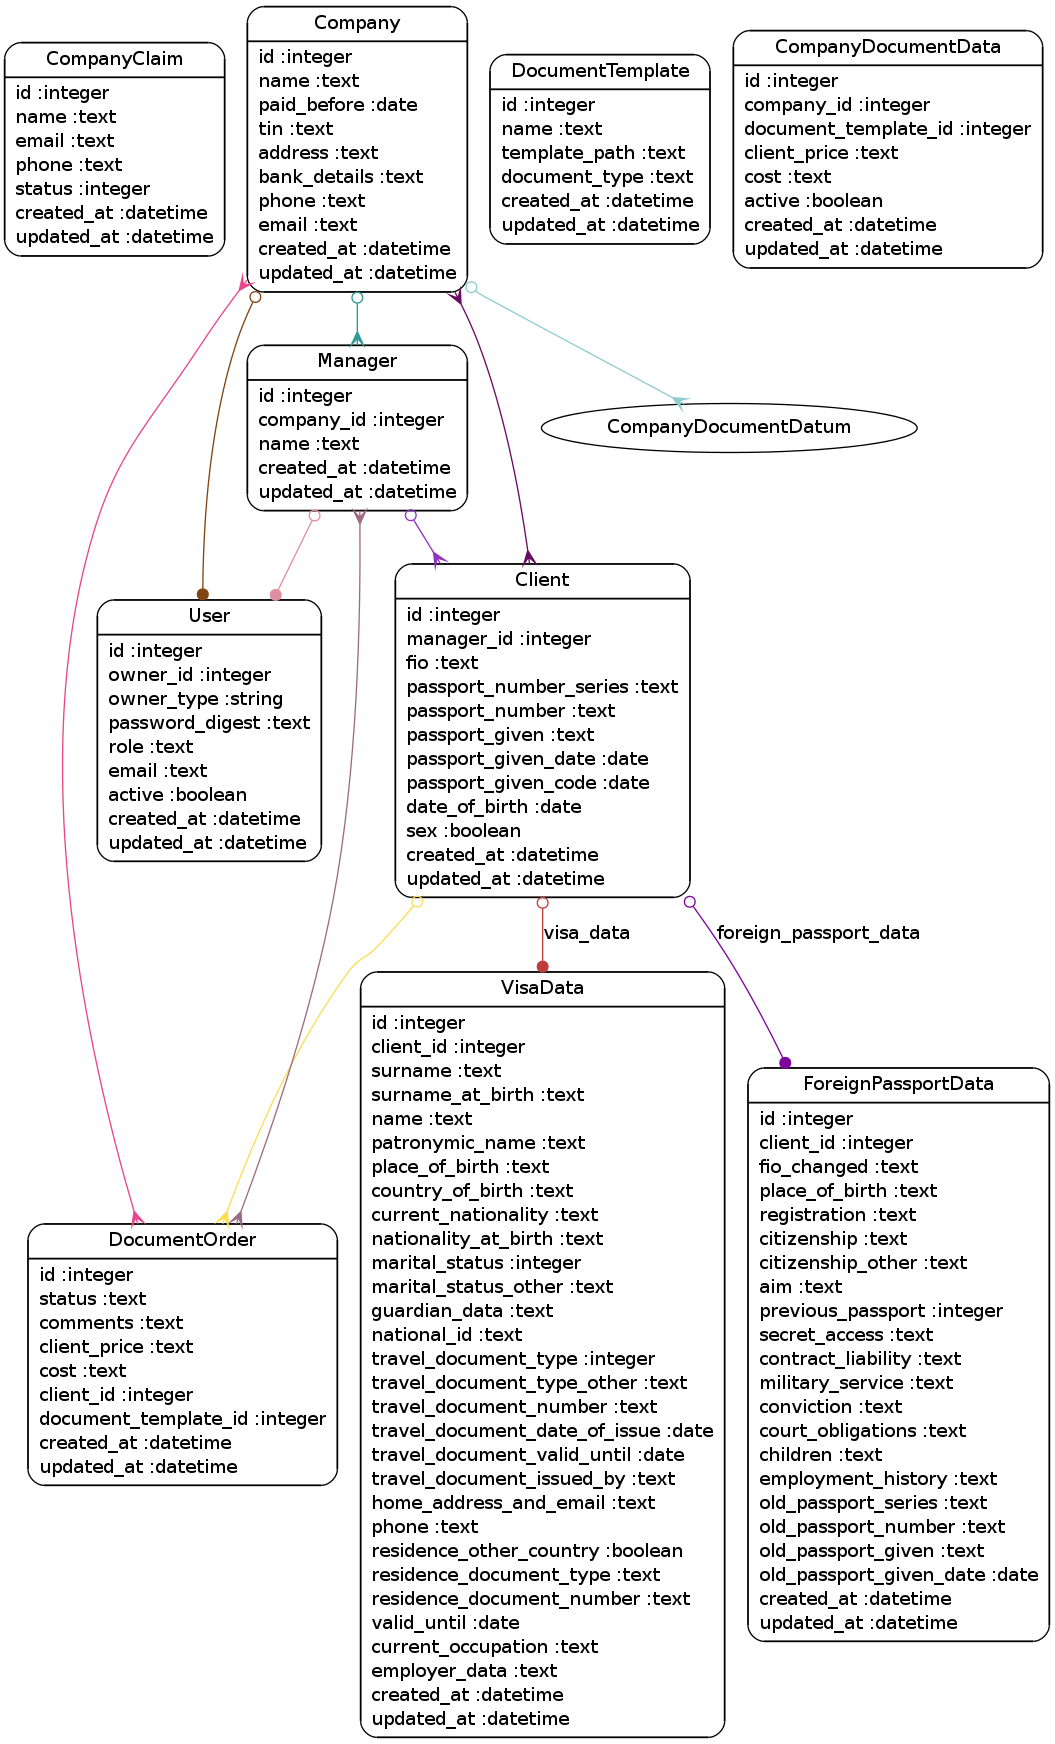 CompanyClaim
id :integer
name :text
email :text
phone :text
status :integer
created_at :datetime
updated_at :datetime
Company
id :integer
name :text
paid_before :date
tin :text
address :text
bank_details :text
phone :text
email :text
created_at :datetime
updated_at :datetime
DocumentTemplate
id :integer
name :text
template_path :text
document_type :text
created_at :datetime
updated_at :datetime
CompanyDocumentData
id :integer
company_id :integer
document_template_id :integer
client_price :text
cost :text
active :boolean
created_at :datetime
updated_at :datetime
Manager
id :integer
company_id :integer
name :text
created_at :datetime
updated_at :datetime
CompanyDocumentDatum
User
id :integer
owner_id :integer
owner_type :string
password_digest :text
role :text
email :text
active :boolean
created_at :datetime
updated_at :datetime
Client
id :integer
manager_id :integer
fio :text
passport_number_series :text
passport_number :text
passport_given :text
passport_given_date :date
passport_given_code :date
date_of_birth :date
sex :boolean
created_at :datetime
updated_at :datetime
visa_data
foreign_passport_data
DocumentOrder
id :integer
status :text
comments :text
client_price :text
cost :text
client_id :integer
document_template_id :integer
created_at :datetime
updated_at :datetime
VisaData
id :integer
client_id :integer
surname :text
surname_at_birth :text
name :text
patronymic_name :text
place_of_birth :text
country_of_birth :text
current_nationality :text
nationality_at_birth :text
marital_status :integer
marital_status_other :text
guardian_data :text
national_id :text
travel_document_type :integer
travel_document_type_other :text
travel_document_number :text
travel_document_date_of_issue :date
travel_document_valid_until :date
travel_document_issued_by :text
home_address_and_email :text
phone :text
residence_other_country :boolean
residence_document_type :text
residence_document_number :text
valid_until :date
current_occupation :text
employer_data :text
created_at :datetime
updated_at :datetime
ForeignPassportData
id :integer
client_id :integer
fio_changed :text
place_of_birth :text
registration :text
citizenship :text
citizenship_other :text
aim :text
previous_passport :integer
secret_access :text
contract_liability :text
military_service :text
conviction :text
court_obligations :text
children :text
employment_history :text
old_passport_series :text
old_passport_number :text
old_passport_given :text
old_passport_given_date :date
created_at :datetime
updated_at :datetime